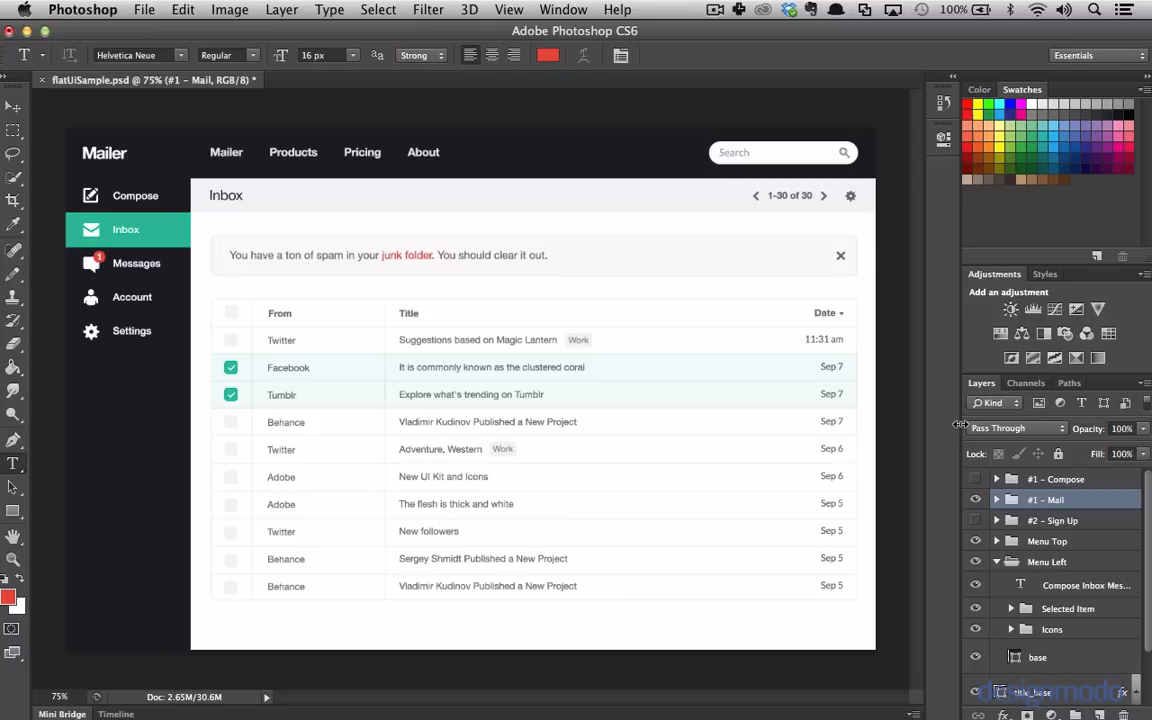 Photoshop File Edit Image Layer Type Select Filter 3D View Window Help 100%
Adobe Photoshop CS6
T Helvetica Neue Regular 16 px Strong Essentials
flatUiSample.psd @ 75% (#1 - Mail, RGB/8) *
Color Swatches
Mailer
Mailer Products Pricing About
Search
Compose
Inbox
Messages
1
Account
Settings
Inbox
1-30 of 30
You have a ton of spam in your junk folder. You should clear it out.
From Title Date
Twitter Suggestions based on Magic Lantern Work 11:31 am
Facebook It is commonly known as the clustered coral Sep 7
Tumblr Explore what's trending on Tumblr Sep 7
Behance Vladimir Kudinov Published a New Project Sep 7
Twitter Adventure, Western Work Sep 6
Adobe New UI Kit and Icons Sep 6
Adobe The flesh is thick and white Sep 5
Twitter New followers Sep 5
Behance Sergey Shmidt Published a New Project Sep 5
Behance Vladimir Kudinov Published a New Project Sep 5
Adjustments Styles
Add an adjustment
Layers Channels Paths
Kind
Pass Through Opacity: 100%
Lock: Fill: 100%
#1 - Compose
#1 - Mail
#2 - Sign Up
Menu Top
Menu Left
T Compose Inbox Mes...
Selected Item
Icons
base
title_base fx
designmodo
75% Doc: 2.65M/30.6M
Mini Bridge Timeline